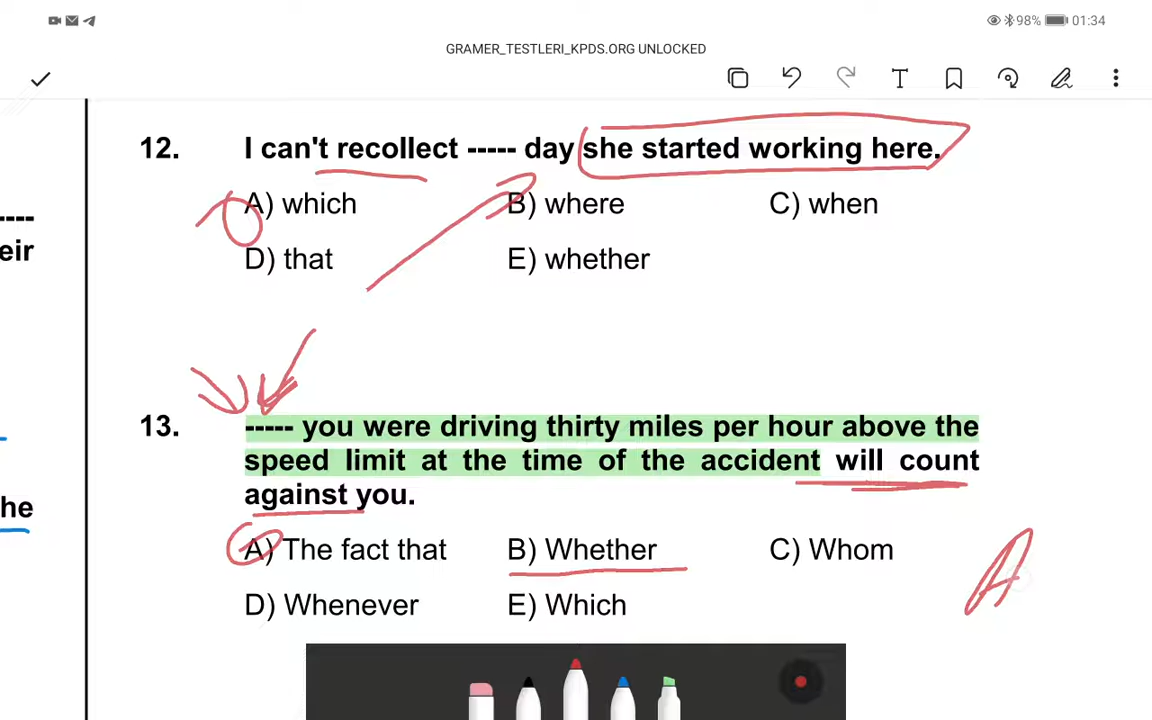 98% 01:34
GRAMER_TESTLERI_KPDS.ORG UNLOCKED
T
12. I can't recollect ----- day she started working here.
A) which B) where C) when
D) that E) whether
----
eir
13. ----- you were driving thirty miles per hour above the
speed limit at the time of the accident will count
against you.
he
A) The fact that B) Whether C) Whom
D) Whenever E) Which
A